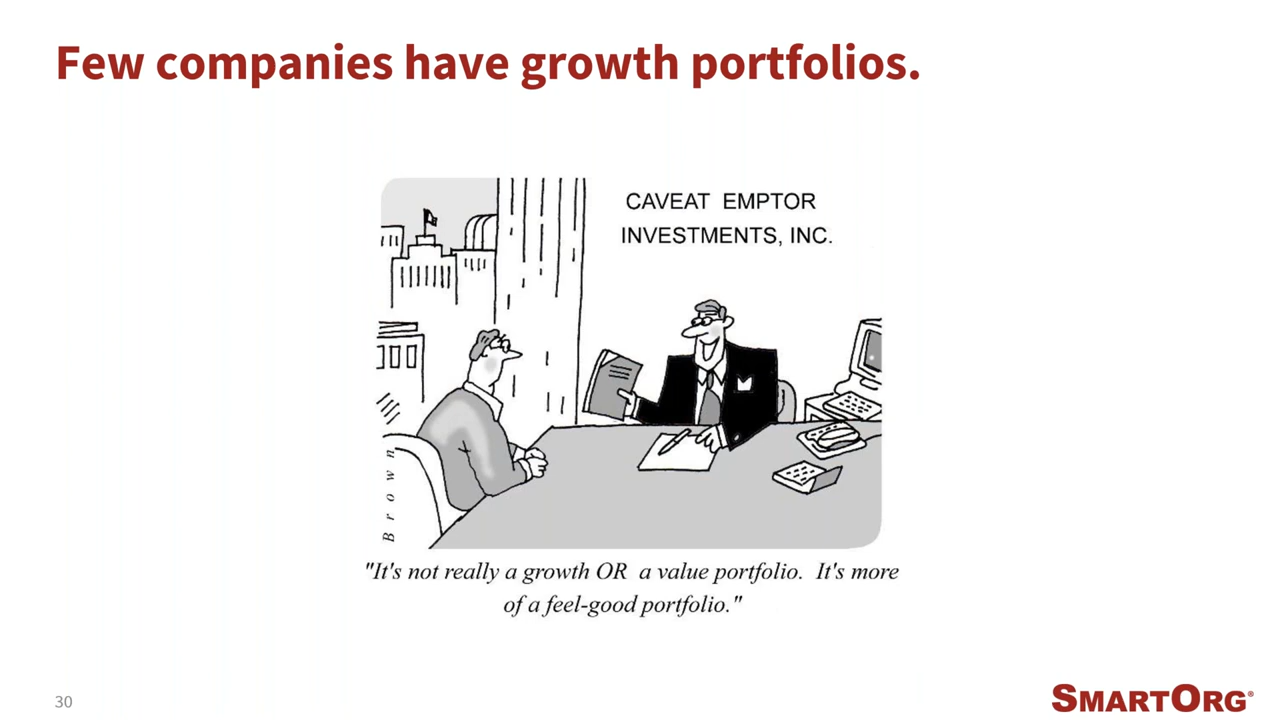 Few companies have growth portfolios.
CAVEAT EMPTOR
INVESTMENTS, INC.
Brown
"It's not really a growth OR a value portfolio. It's more
of a feel-good portfolio."
30
SMARTORG®